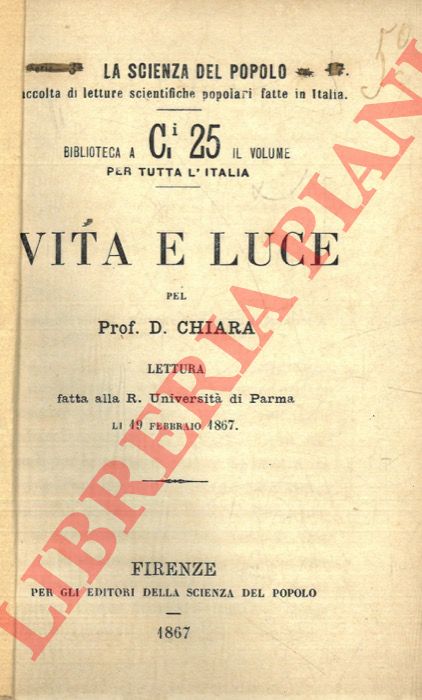 LA SCIENZA DEL POPOLO
accolta di letture scientifiche popolari fatte in Italia.
BIBLIOTECA A Ci 25 IL VOLUME
PER TUTTA L'ITALIA
VITA E LUCE
PEL
Prof. D. CHIARA
LETTURA
fatta alla R. Università di Parma
LI 19 FEBBRAIO 1867.
FIRENZE
PER GLI EDITORI DELLA SCIENZA DEL POPOLO
1867
LIBRERIA PIANI